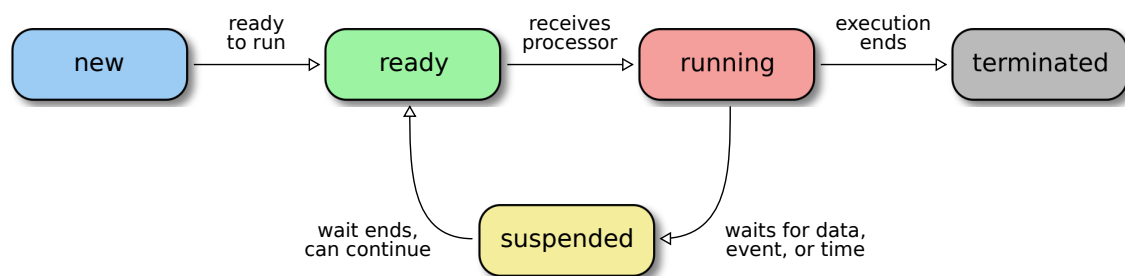 ready
to run
receives
processor
execution
ends
new
ready
running
terminated
wait ends,
can continue
suspended
waits for data,
event, or time